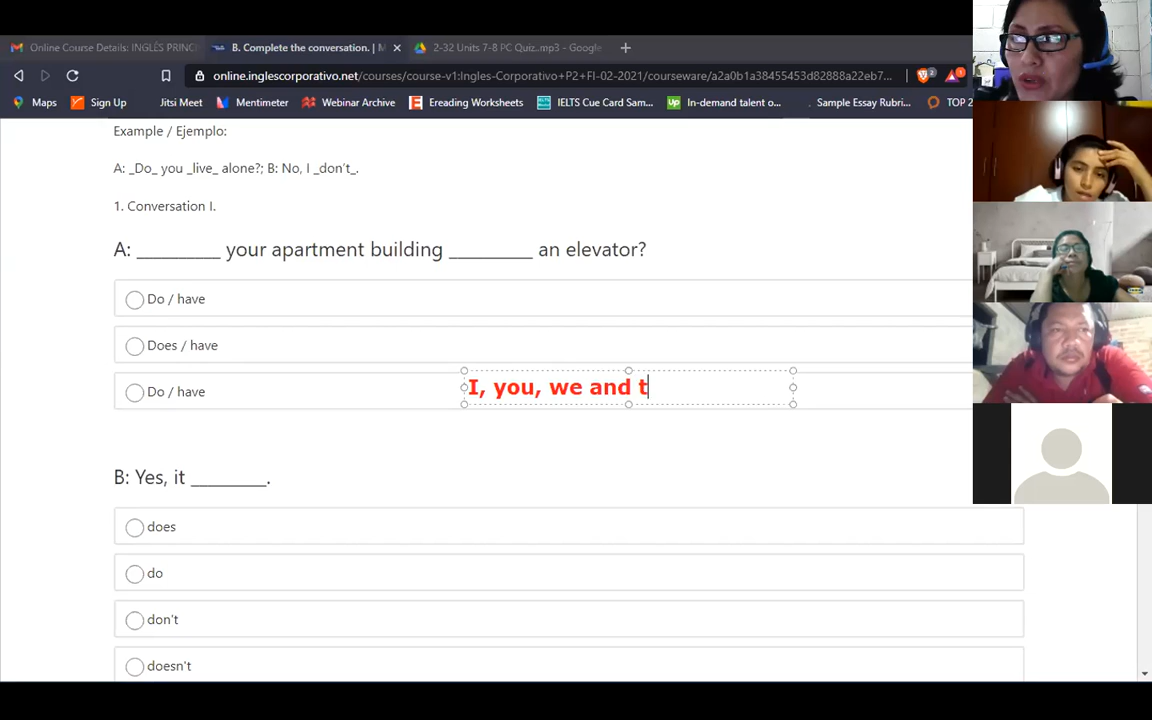 Online Course Details: INGLÉS PRINC
B. Complete the conversation. | M
2-32 Units 7-8 PC Quiz..mp3 - Google
online.inglescorporativo.net/courses/course-v1:Ingles-Corporativo+P2+FI-02-2021/courseware/a2a0b1a38455453d82888a22eb7...
Maps
Sign Up
Jitsi Meet
Mentimeter
Webinar Archive
Ereading Worksheets
IELTS Cue Card Sam...
In-demand talent o...
Sample Essay Rubri...
TOP 2
Example / Ejemplo:
A: _Do_ you _live_ alone?; B: No, I _don't_.
1. Conversation I.
A: _________ your apartment building _________ an elevator?
Do / have
Does / have
Do / have
I, you, we and t
B: Yes, it ________.
does
do
don't
doesn't